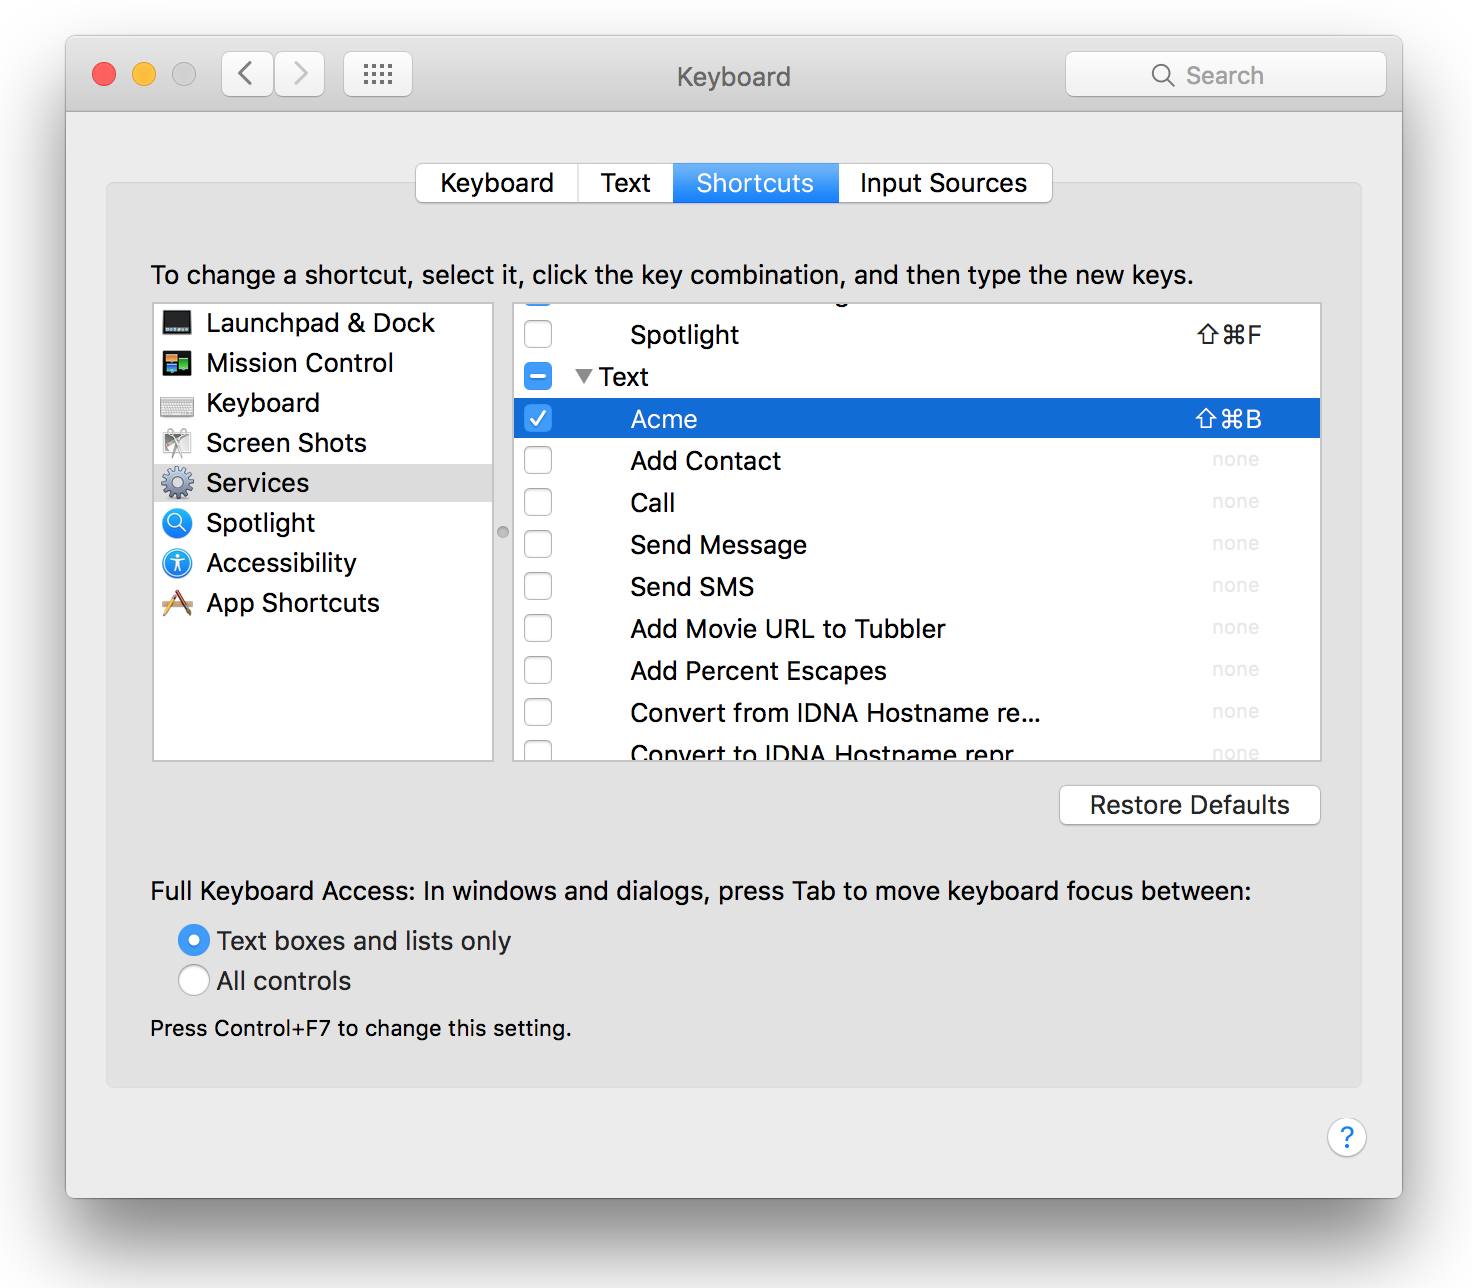 Keyboard
Search
Keyboard Text Shortcuts Input Sources
To change a shortcut, select it, click the key combination, and then type the new keys.
Launchpad & Dock
Mission Control
Keyboard
Screen Shots
Services
Spotlight
Accessibility
App Shortcuts
Spotlight ⇧⌘F
Text
Acme ⇧⌘B
Add Contact none
Call none
Send Message none
Send SMS none
Add Movie URL to Tubbler none
Add Percent Escapes none
Convert from IDNA Hostname re... none
Convert to IDNA Hostname repr none
Restore Defaults
Full Keyboard Access: In windows and dialogs, press Tab to move keyboard focus between:
Text boxes and lists only
All controls
Press Control+F7 to change this setting.
?